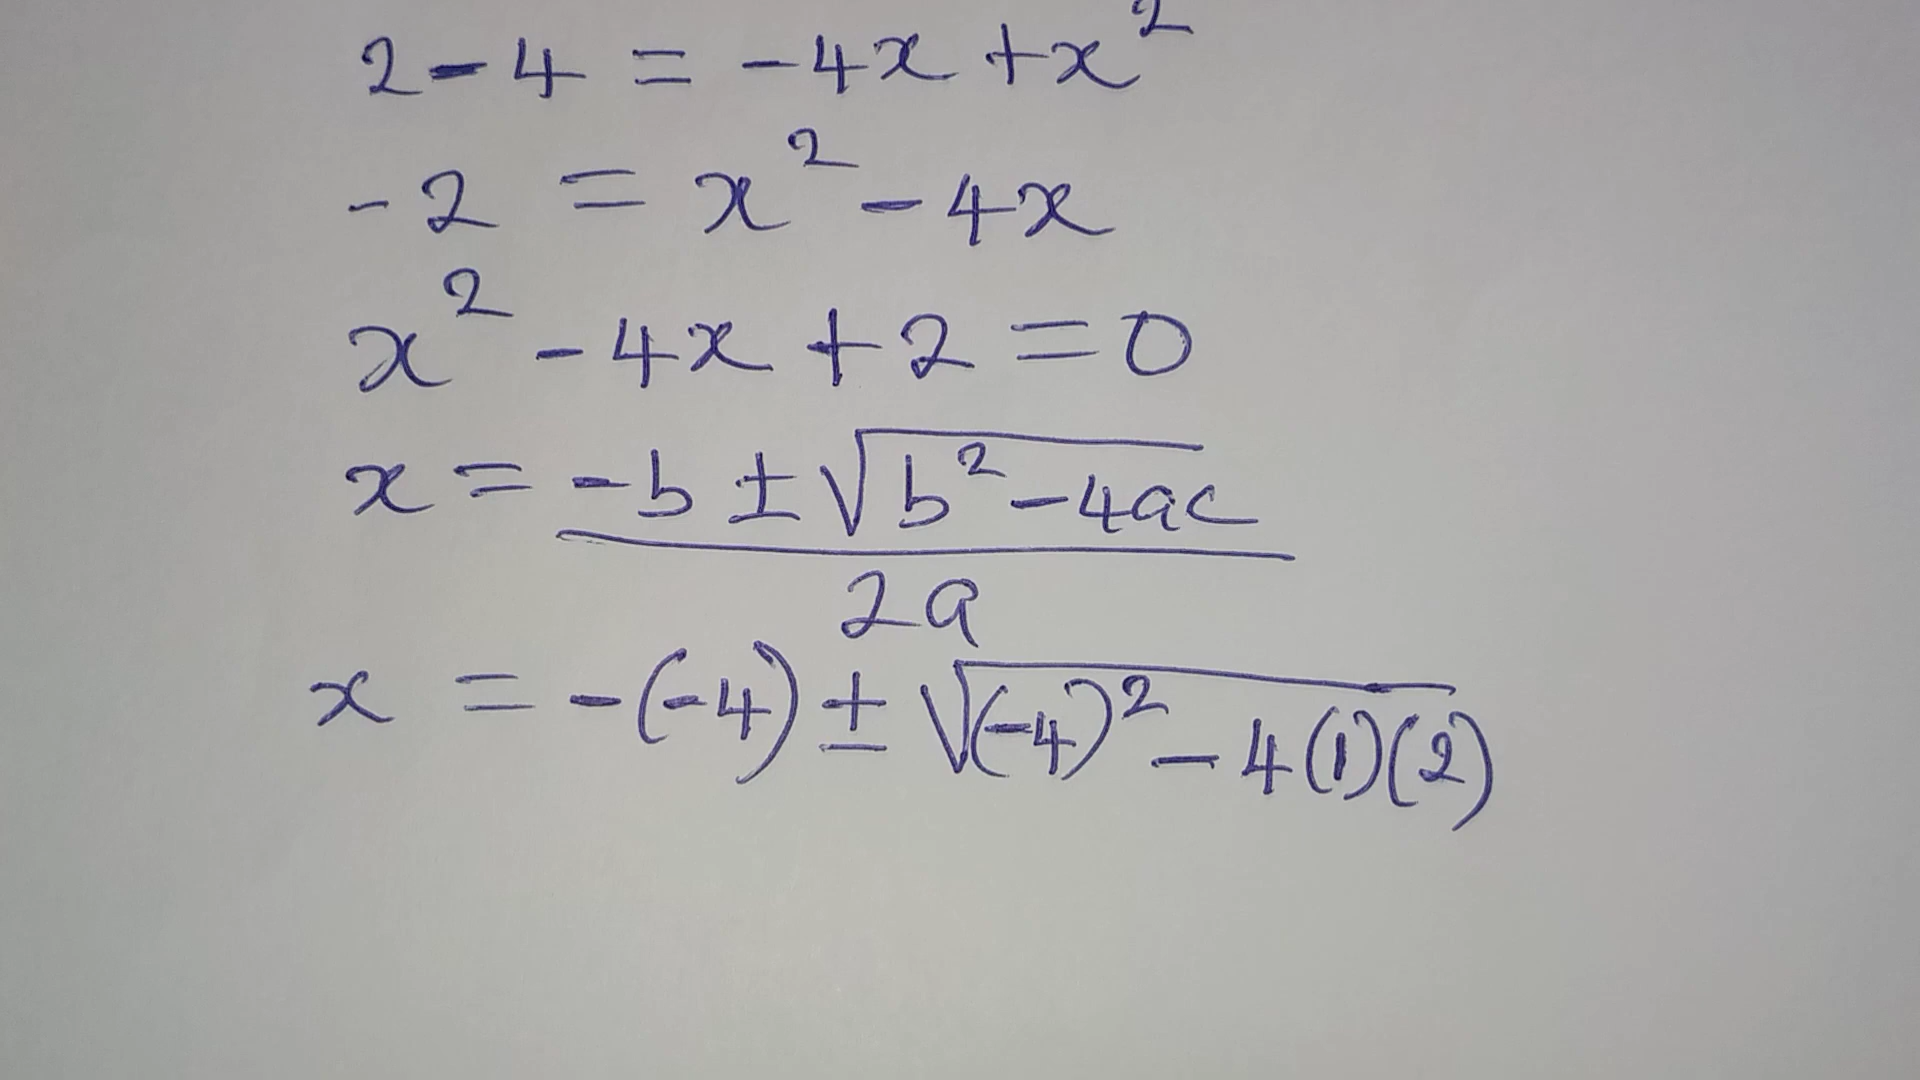 2 - 4 = -4x + x²
-2 = x² - 4x
x² - 4x + 2 = 0
x = -b ± √b² - 4ac
2a
x = -(-4) ± √(-4)² - 4(1)(2)